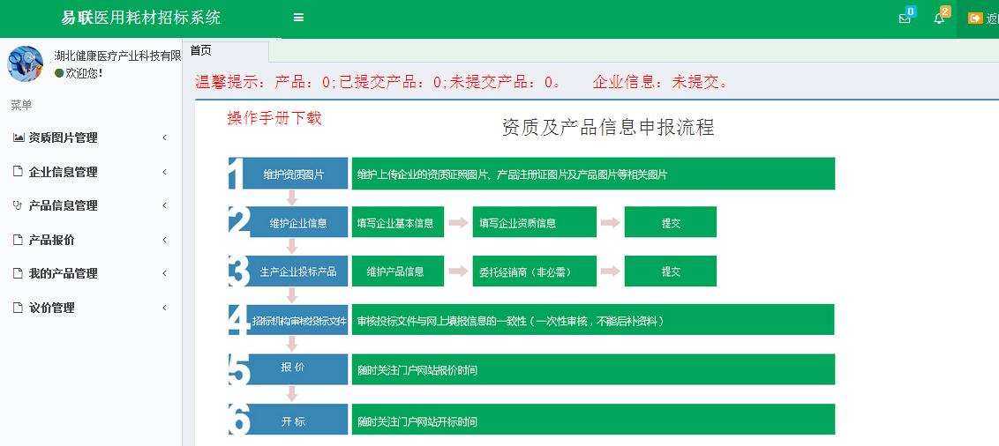 易联医用耗材招标系统
0
2
返
湖北健康医疗产业科技有限
欢迎您!
首页
菜单
温馨提示：产品：0;已提交产品：0;未提交产品：0。 企业信息：未提交。
操作手册下载
资质及产品信息申报流程
资质图片管理
企业信息管理
产品信息管理
产品报价
我的产品管理
议价管理
1 维护资质图片 维护上传企业的资质证照图片、产品注册证图片及产品图片等相关图片
2 维护企业信息 填写企业基本信息 填写企业资质信息 提交
3 生产企业投标产品 维护产品信息 委托经销商（非必需） 提交
4 招标机构审核投标文件 审核投标文件与网上填报信息的一致性（一次性审核，不能后补资料）
5 报 价 随时关注门户网站报价时间
6 开 标 随时关注门户网站开标时间